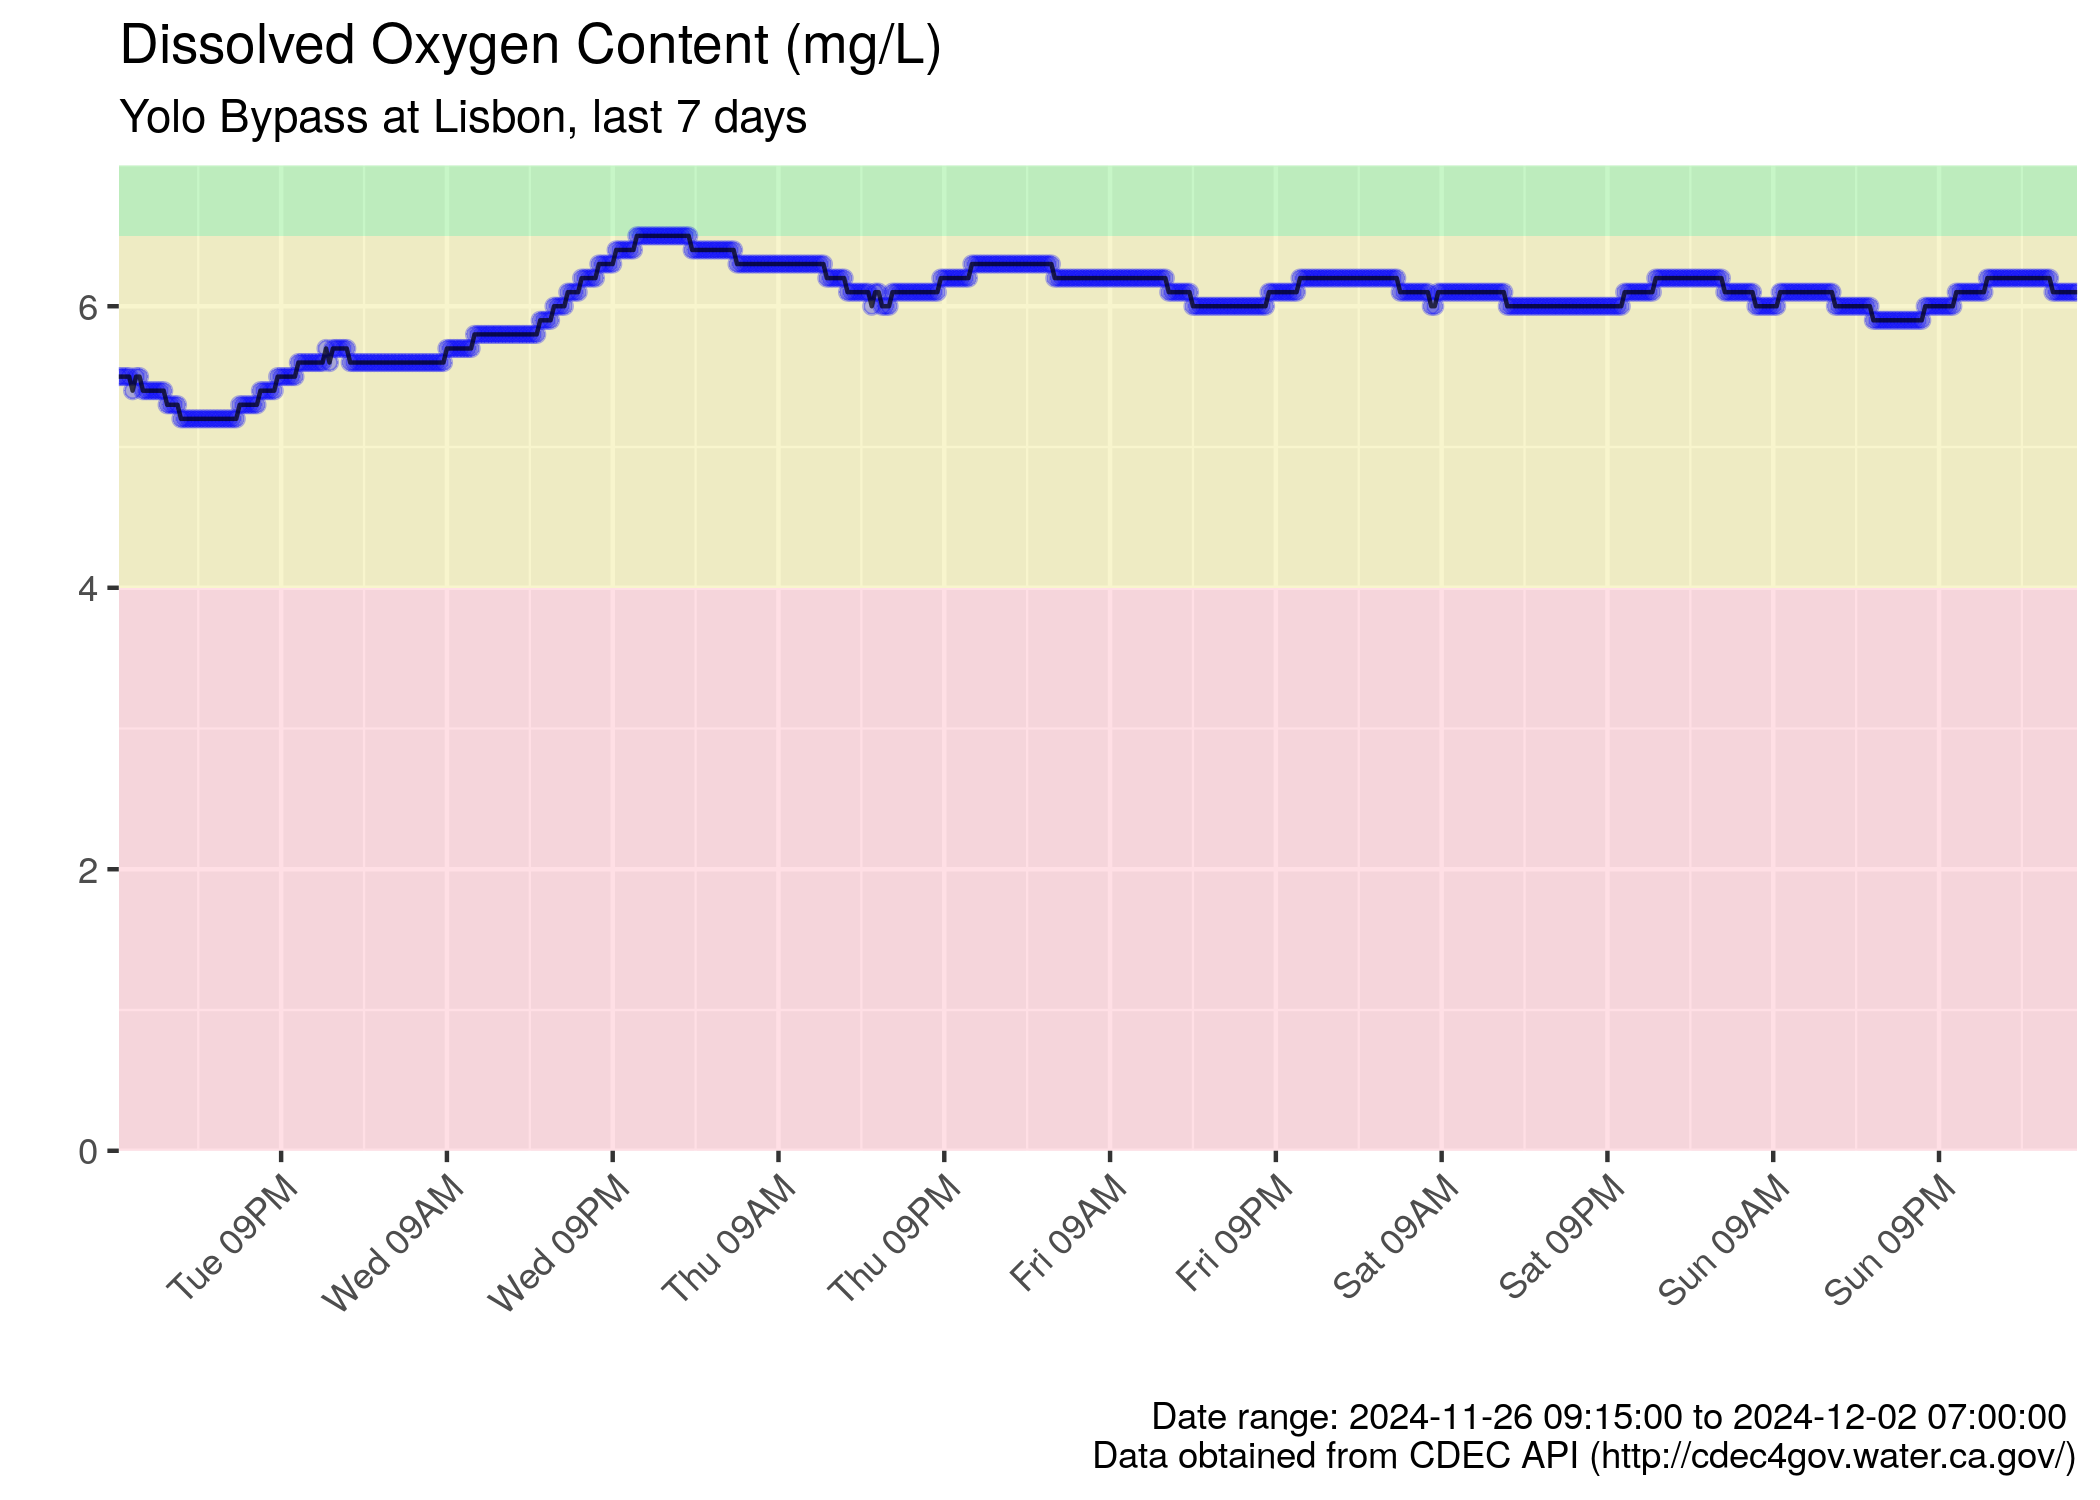 Dissolved Oxygen Content (mg/L)
Yolo Bypass at Lisbon, last 7 days
6
4
2
0
Tue 09PM
Wed 09AM
Wed 09PM
Thu 09AM
Thu 09PM
Fri 09AM
Fri 09PM
Sat 09AM
Sat 09PM
Sun 09AM
Sun 09PM
Date range: 2024-11-26 09:15:00 to 2024-12-02 07:00:00
Data obtained from CDEC API (http://cdec4gov.water.ca.gov/)